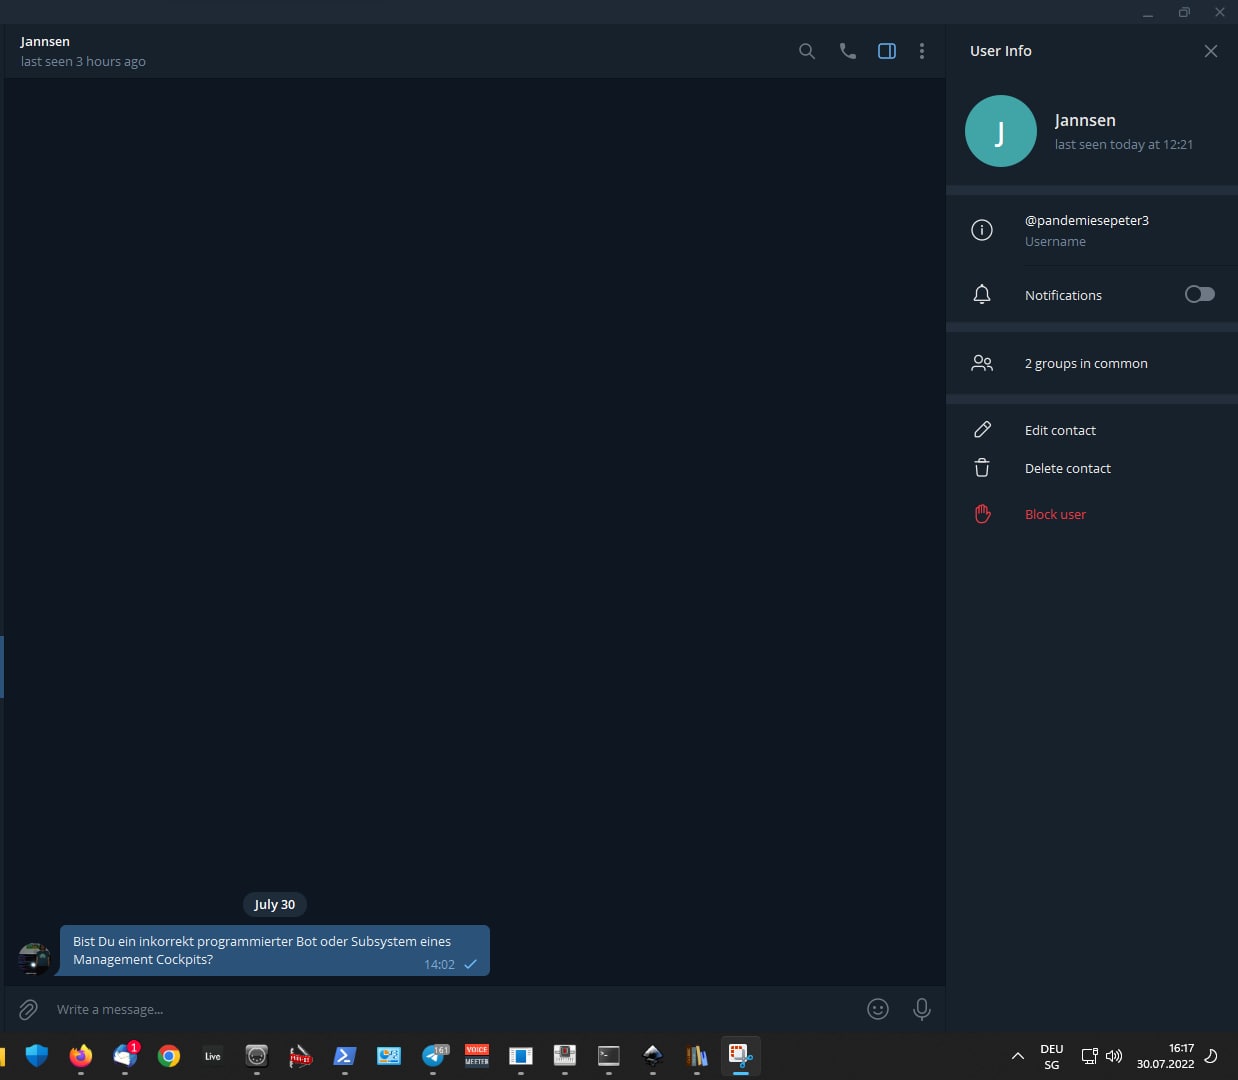 Jannsen
last seen 3 hours ago
User Info
J
Jannsen
last seen today at 12:21
@pandemiesepeter3
Username
Notifications
2 groups in common
Edit contact
Delete contact
Block user
July 30
Bist Du ein inkorrekt programmierter Bot oder Subsystem eines
Management Cockpits?
14:02
Write a message...
1
Live
161
VOICE
MEETER
DEU
SG
16:17
30.07.2022